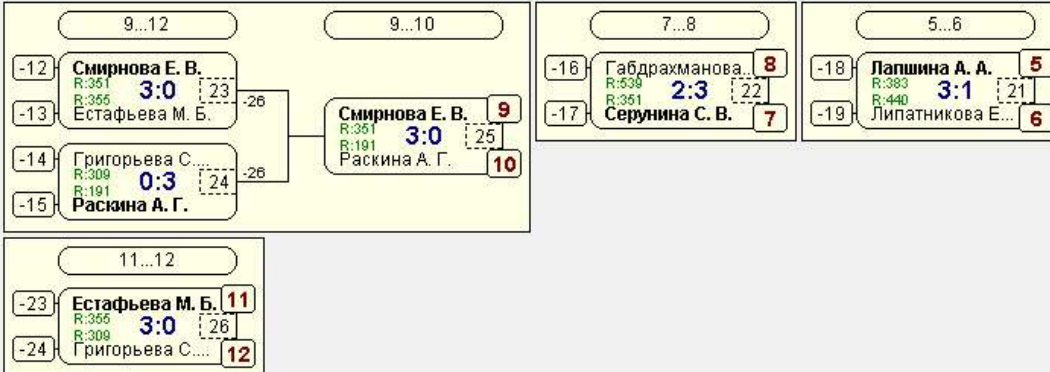 9...12
-12
Смирнова Е. В.
R:351
R:355
3:0
23
-26
-13
Естафьева М. Б.
-14
Григорьева С....
R:309
R:191
0:3
24
-26
-15
Раскина А. Г.
9...10
Смирнова Е. В.
9
R:351
R:191
3:0
25
Раскина А. Г.
10
7...8
-16
Габдрахманова...
8
R:539
R:351
2:3
22
-17
Серунина С. В.
7
5...6
-18
Лапшина А. А.
5
R:383
R:440
3:1
21
-19
Липатникова Е...
6
11...12
-23
Естафьева М. Б.
11
R:355
R:309
3:0
26
-24
Григорьева С....
12